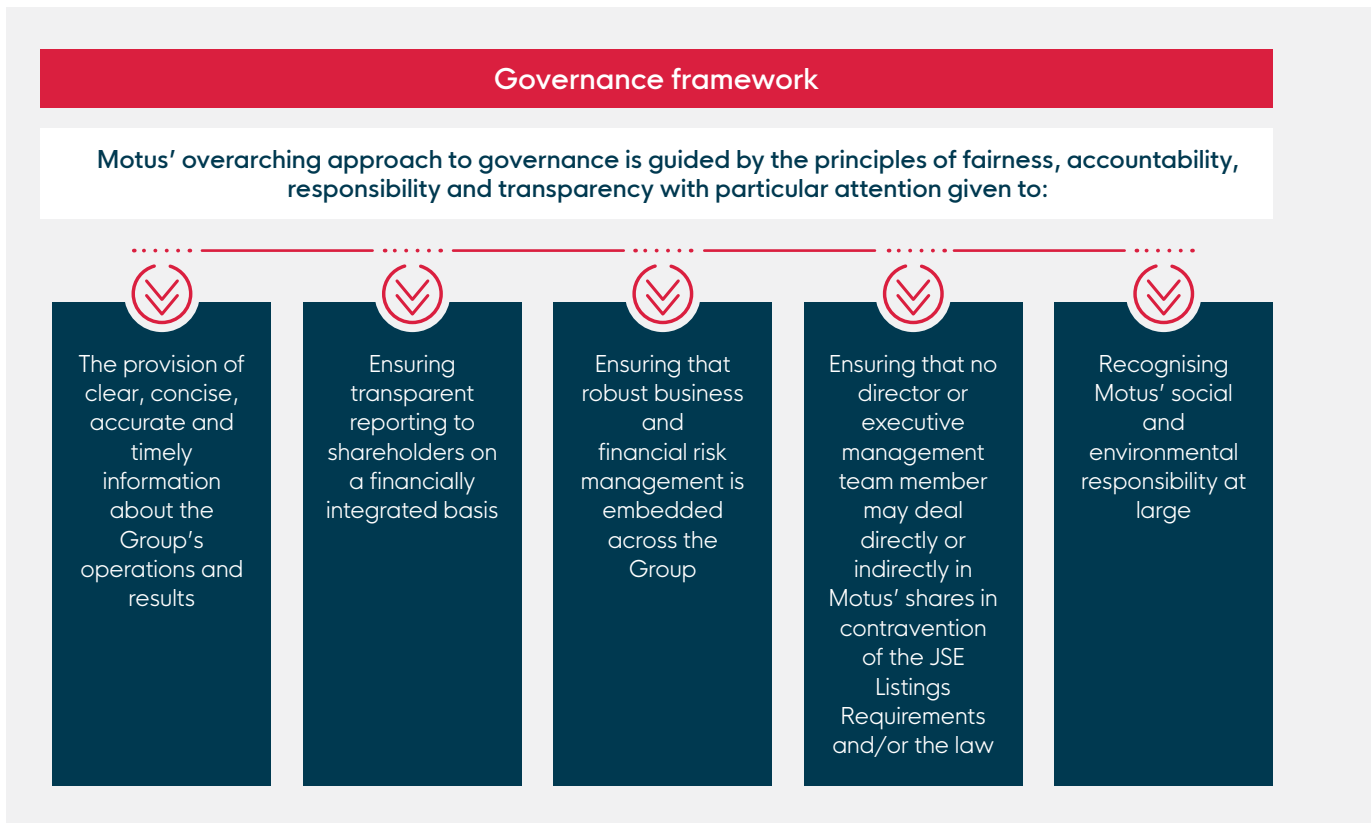 Governance framework
Motus’ overarching approach to governance is guided by the principles of fairness, accountability,
responsibility and transparency with particular attention given to:
The provision of
clear, concise,
accurate and
timely
information
about the
Group’s
operations and
results
Ensuring
transparent
reporting to
shareholders on
a financially
integrated basis
Ensuring that
robust business
and
financial risk
management is
embedded
across the
Group
Ensuring that no
director or
executive
management
team member
may deal
directly or
indirectly in
Motus’ shares in
contravention
of the JSE
Listings
Requirements
and/or the law
Recognising
Motus’ social
and
environmental
responsibility at
large